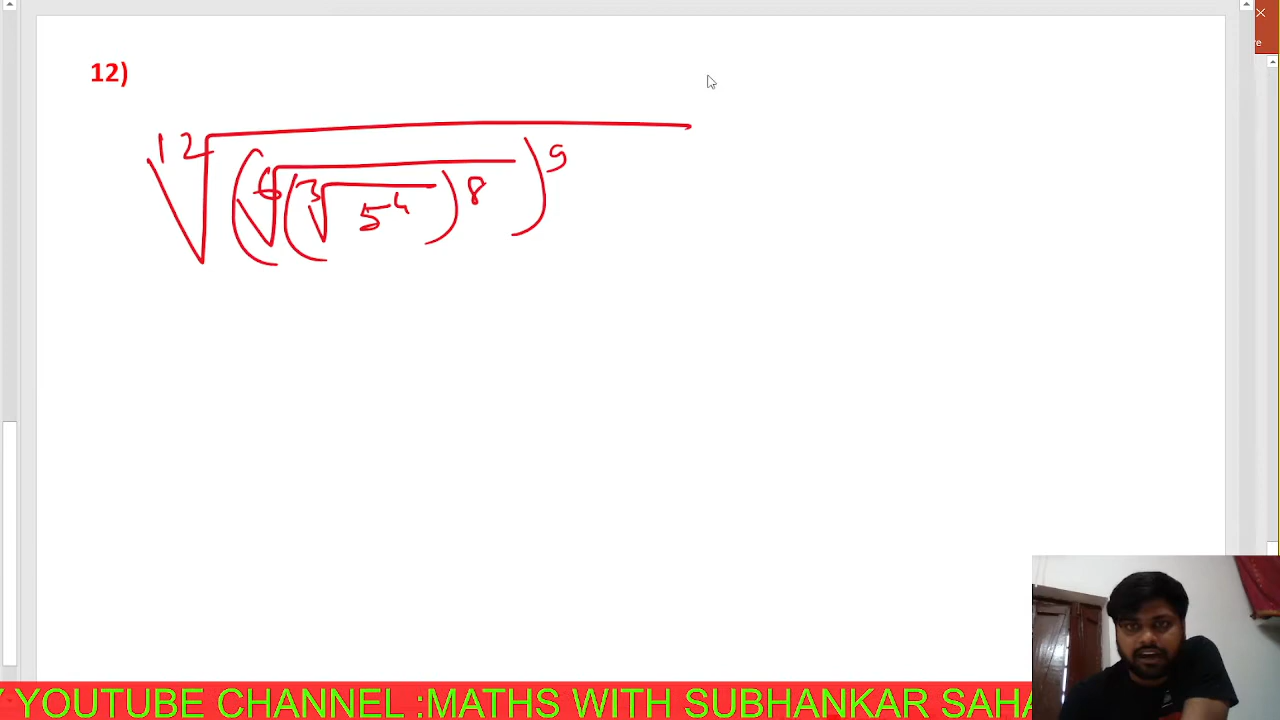 12)
¹²√((⁶√(³√5⁴)⁸)⁹
Y YOUTUBE CHANNEL :MATHS WITH SUBHANKAR SAHA